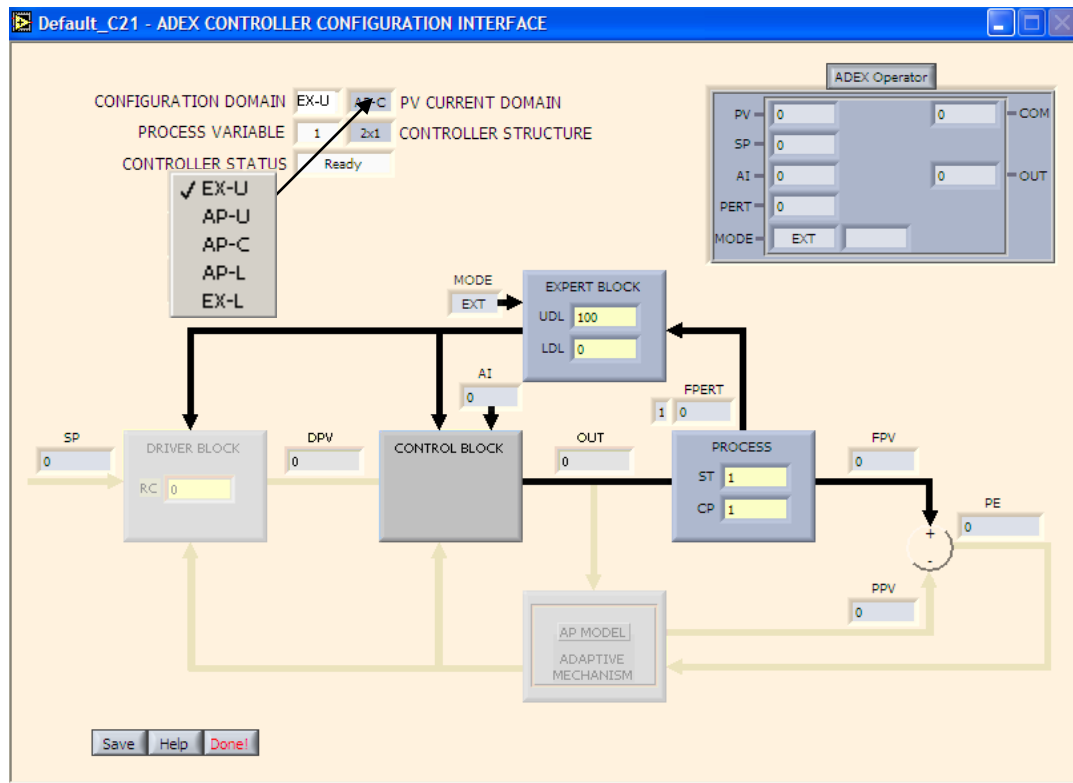 Default_C21 - ADEX CONTROLLER CONFIGURATION INTERFACE
ADEX Operator
CONFIGURATION DOMAIN EX-U AP-C PV CURRENT DOMAIN
PROCESS VARIABLE 1 2x1 CONTROLLER STRUCTURE
CONTROLLER STATUS Ready
PV 0 0 COM
SP 0
AI 0 0 OUT
PERT 0
MODE EXT
✓ EX-U
AP-U
AP-C
AP-L
EX-L
MODE
EXT
EXPERT BLOCK
UDL 100
LDL 0
AI
0
FPERT
1 0
SP
0
DRIVER BLOCK
RC 0
DPV
0
CONTROL BLOCK
OUT
0
PROCESS
ST 1
CP 1
FPV
0
PE
0
+
-
PPV
0
AP MODEL
ADAPTIVE
MECHANISM
Save Help Done!